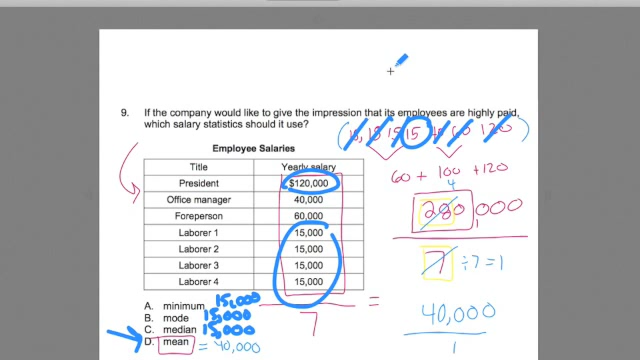 9. If the company would like to give the impression that its employees are highly paid,
which salary statistics should it use?
15, 15, 15, 15, 40, 60, 120
Employee Salaries
Title Yearly salary
President $120,000
Office manager 40,000
Foreperson 60,000
Laborer 1 15,000
Laborer 2 15,000
Laborer 3 15,000
Laborer 4 15,000
7
=
60 + 100 + 120
4
280000
1
7 ÷7=1
40,000
1
A. minimum 15,000
B. mode 15,000
C. median 15,000
D. mean = 40,000